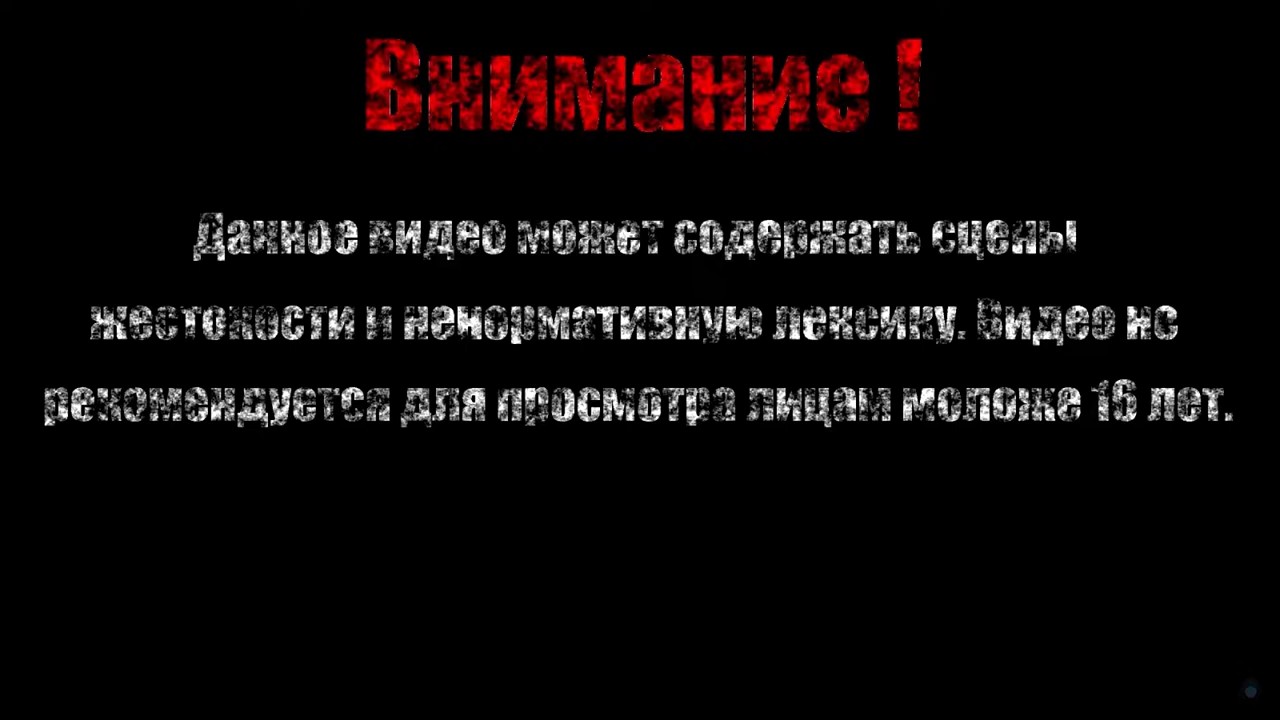 Внимание !
Данное видео может содержать сцены
жестокости и ненормативную лексику. Видео не
рекомендуется для просмотра лицам моложе 16 лет.